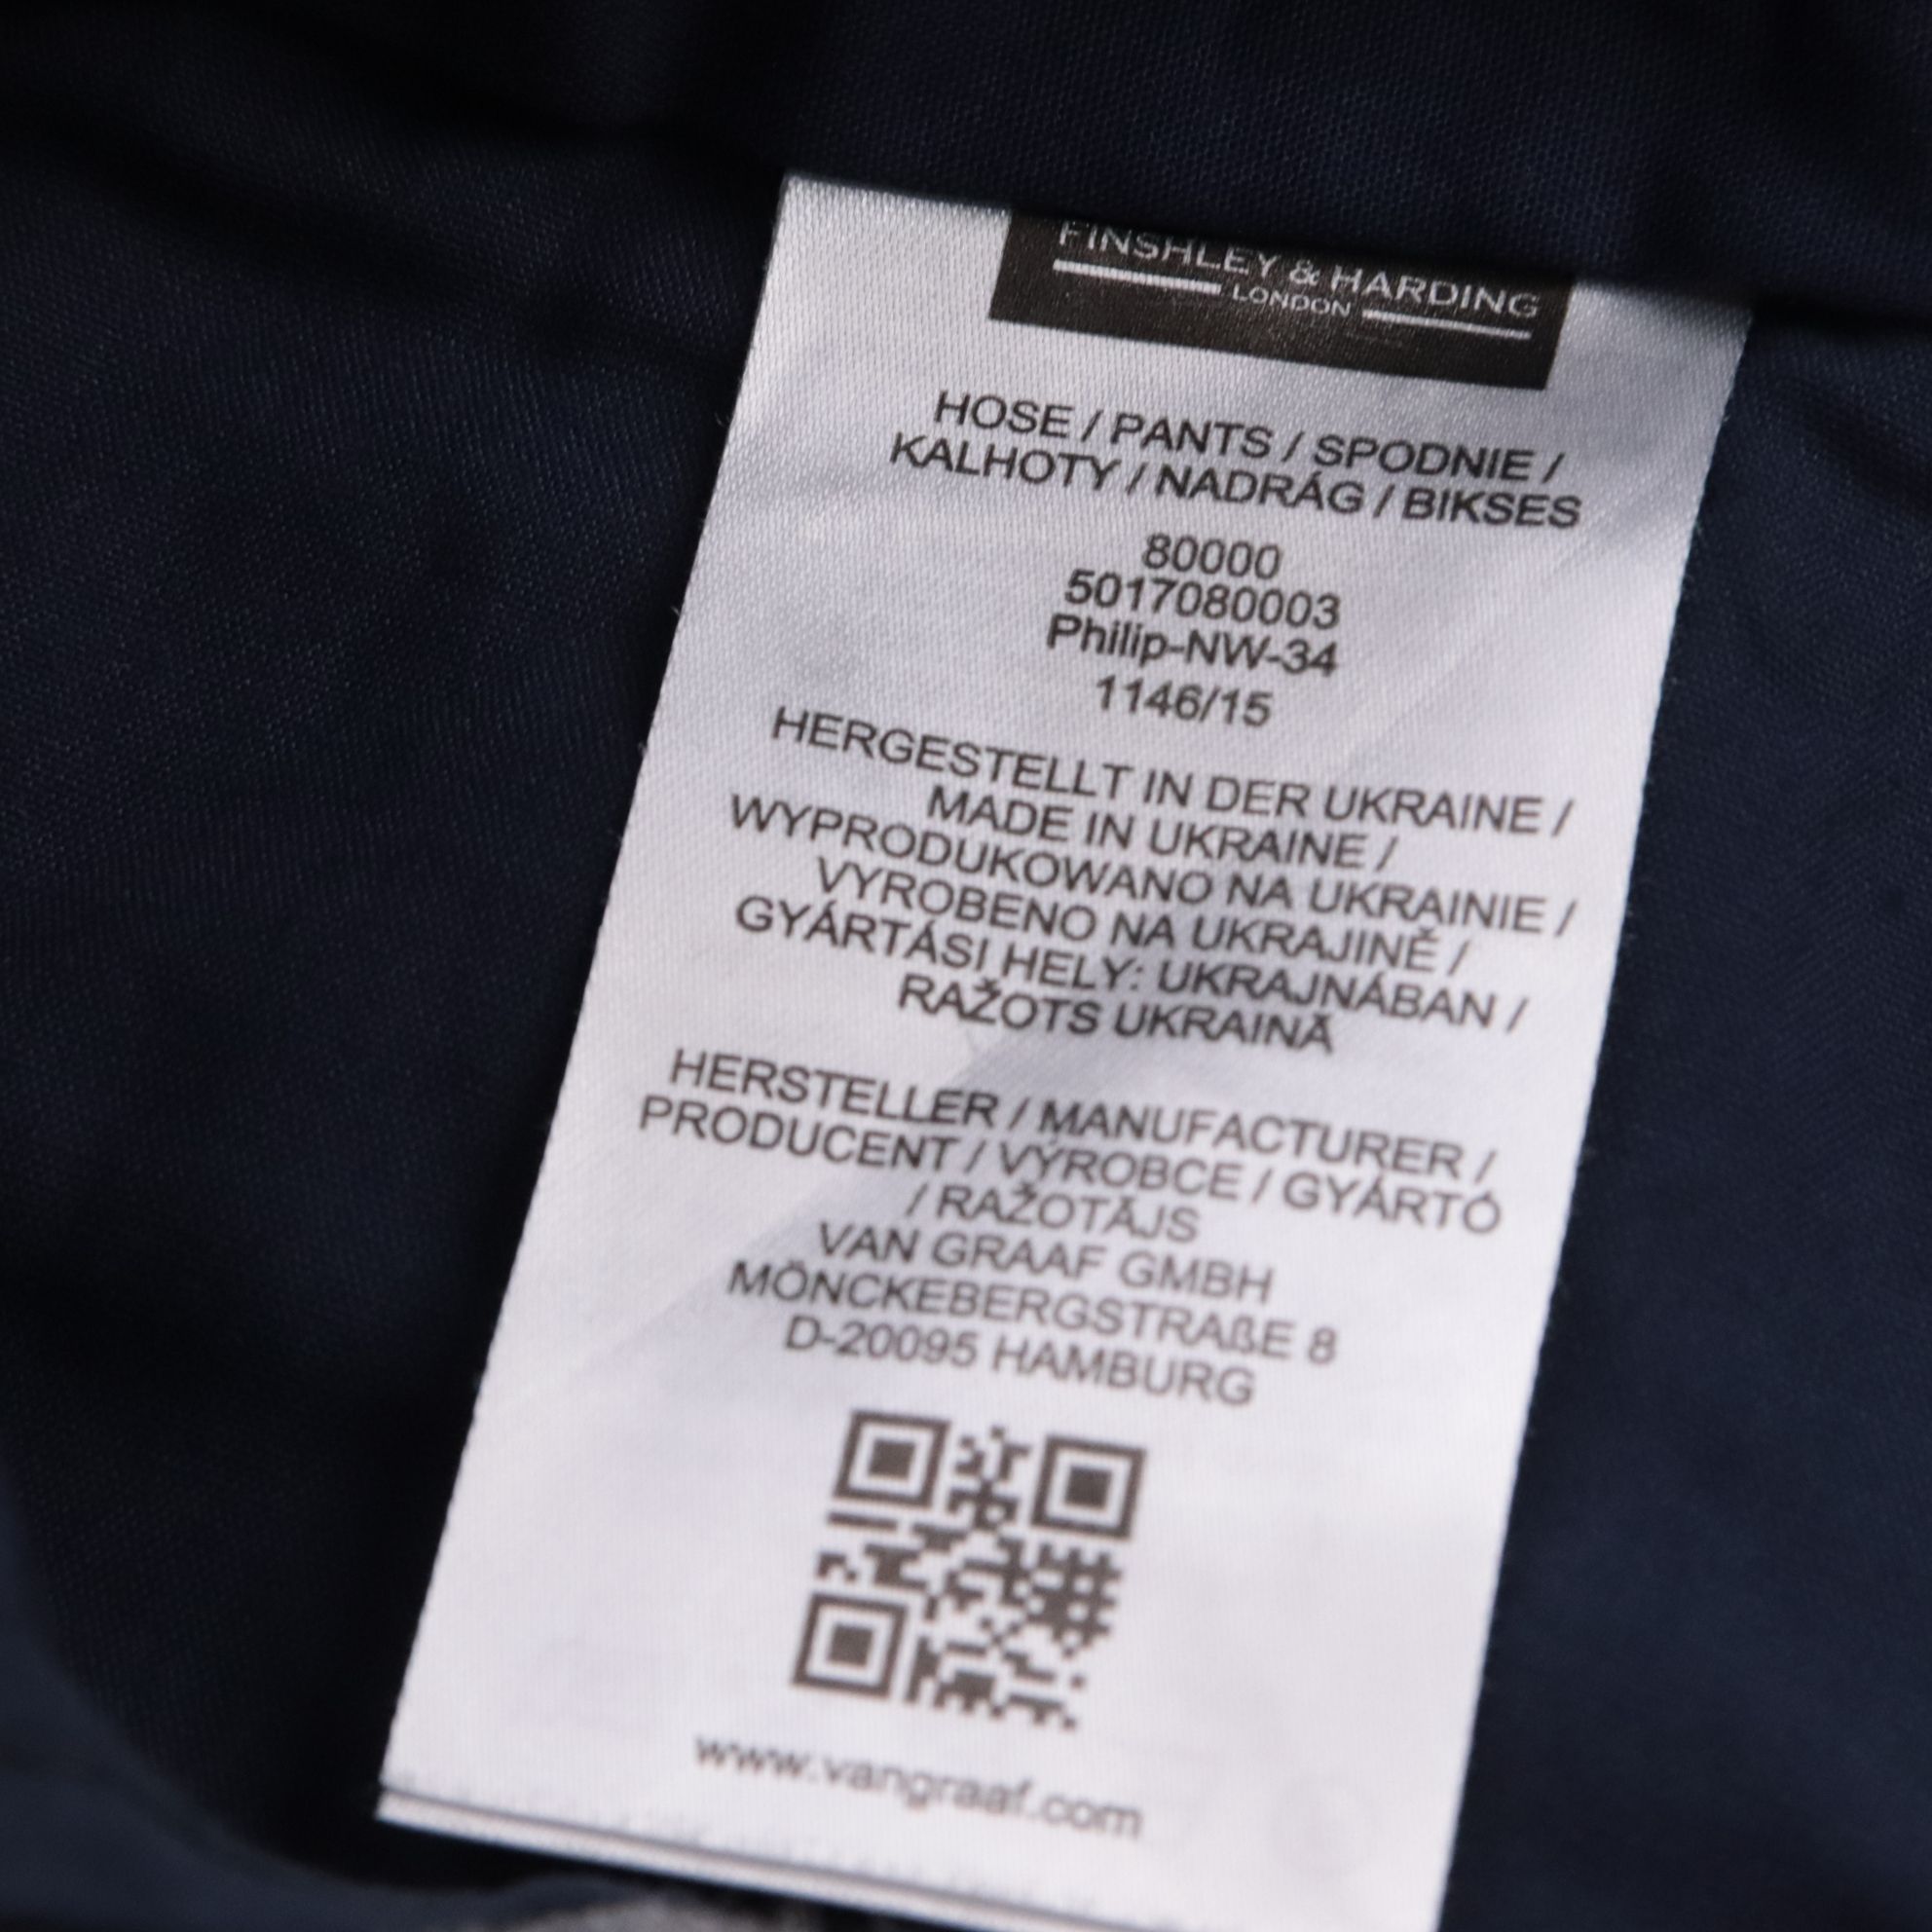 FINSHLEY & HARDING
LONDON
HOSE / PANTS / SPODNIE /
KALHOTY / NADRÁG / BIKSES
80000
5017080003
Philip-NW-34
1146/15
HERGESTELLT IN DER UKRAINE /
MADE IN UKRAINE /
WYPRODUKOWANO NA UKRAINIE /
VYROBENO NA UKRAJINĚ /
GYÁRTÁSI HELY: UKRAJNÁBAN /
RAŽOTS UKRAINĀ
HERSTELLER / MANUFACTURER /
PRODUCENT / VÝROBCE / GYÁRTÓ
/ RAŽOTĀJS
VAN GRAAF GMBH
MÖNCKEBERGSTRAßE 8
D-20095 HAMBURG
www.vangraaf.com